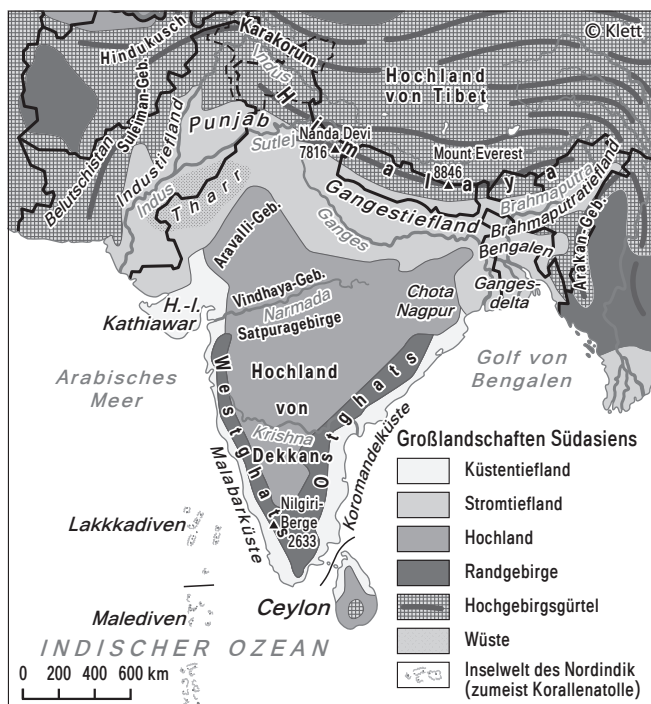 © Klett
Hindukusch
Karakorum
Indus
Hochland
von Tibet
Suleiman-Geb.
Punjab
Himalaya
Nanda Devi
7816
Sutlej
Mount Everest
8846
Belutschistan
Industiefland
Indus
Tharr
Gangestiefland
Ganges
Brahmaputra
Brahmaputratiefland
Bengalen
Arakan-Geb.
Aravalli-Geb.
Ganges-
delta
Vindhaya-Geb.
Narmada
Satpuragebirge
Chota
Nagpur
H.-I.
Kathiawar
Arabisches
Meer
Golf von
Bengalen
Westghats
Hochland
von
Dekkan
Krishna
Ostghats
Malabarküste
Koromandelküste
Nilgiri-
Berge
2633
Lakkkadiven
Malediven
Ceylon
INDISCHER OZEAN
0 200 400 600 km
Großlandschaften Südasiens
Küstentiefland
Stromtiefland
Hochland
Randgebirge
Hochgebirgsgürtel
Wüste
Inselwelt des Nordindik
(zumeist Korallenatolle)